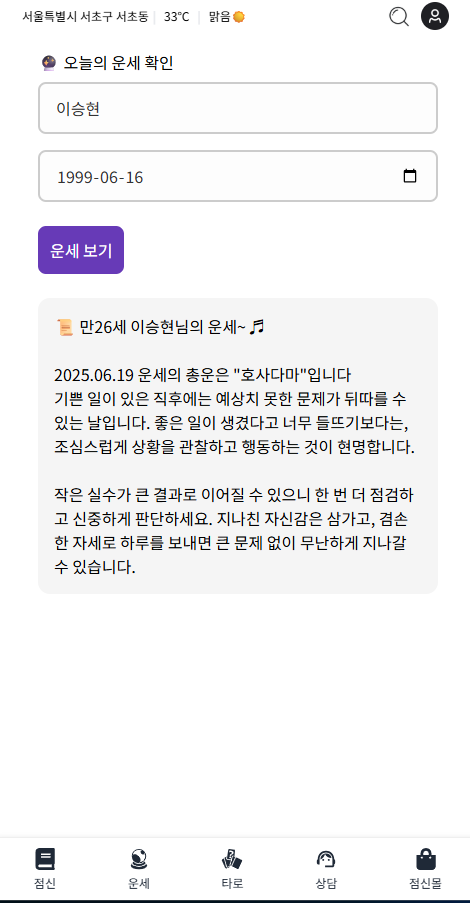 서울특별시 서초구 서초동 | 33℃ | 맑음
오늘의 운세 확인
이승현
1999-06-16
운세 보기
만26세 이승현님의 운세~
2025.06.19 운세의 총운은 "호사다마"입니다
기쁜 일이 있은 직후에는 예상치 못한 문제가 뒤따를 수
있는 날입니다. 좋은 일이 생겼다고 너무 들뜨기보다는,
조심스럽게 상황을 관찰하고 행동하는 것이 현명합니다.
작은 실수가 큰 결과로 이어질 수 있으니 한 번 더 점검하
고 신중하게 판단하세요. 지나친 자신감은 삼가고, 겸손
한 자세로 하루를 보내면 큰 문제 없이 무난하게 지나갈
수 있습니다.
점신 운세 타로 상담 점신몰